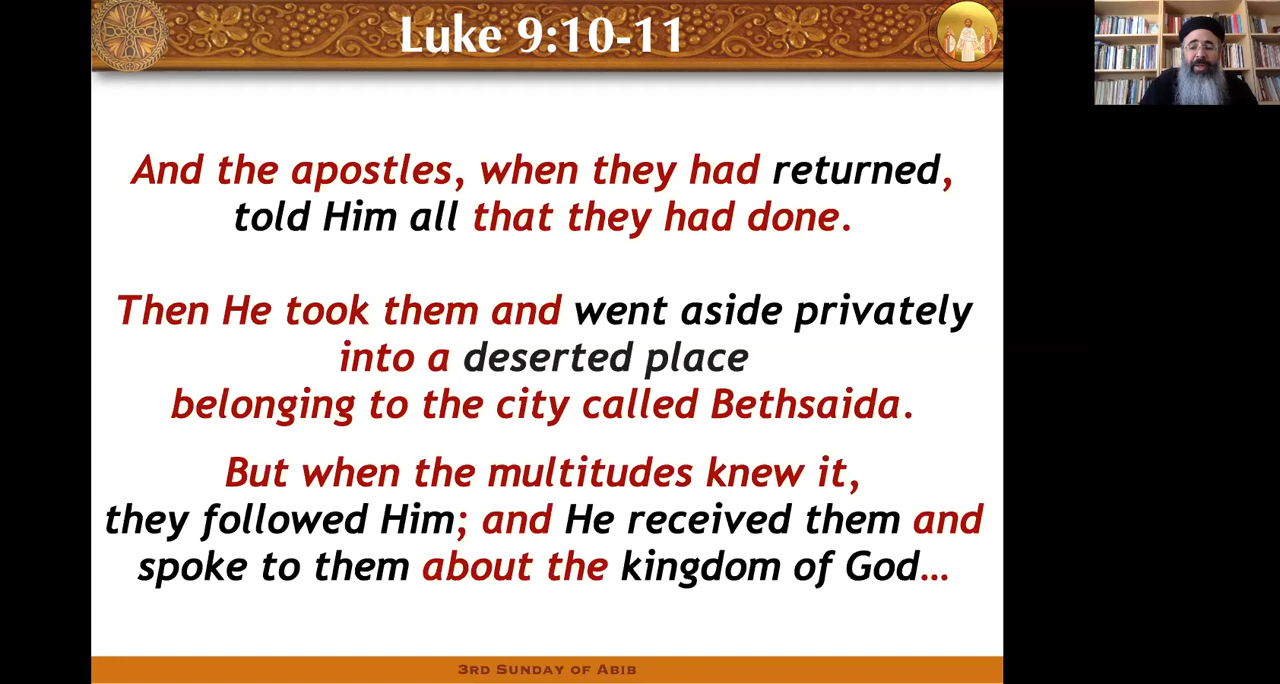 Luke 9:10-11
And the apostles, when they had returned,
told Him all that they had done.
Then He took them and went aside privately
into a deserted place
belonging to the city called Bethsaida.
But when the multitudes knew it,
they followed Him; and He received them and
spoke to them about the kingdom of God…
3rd Sunday of Abib